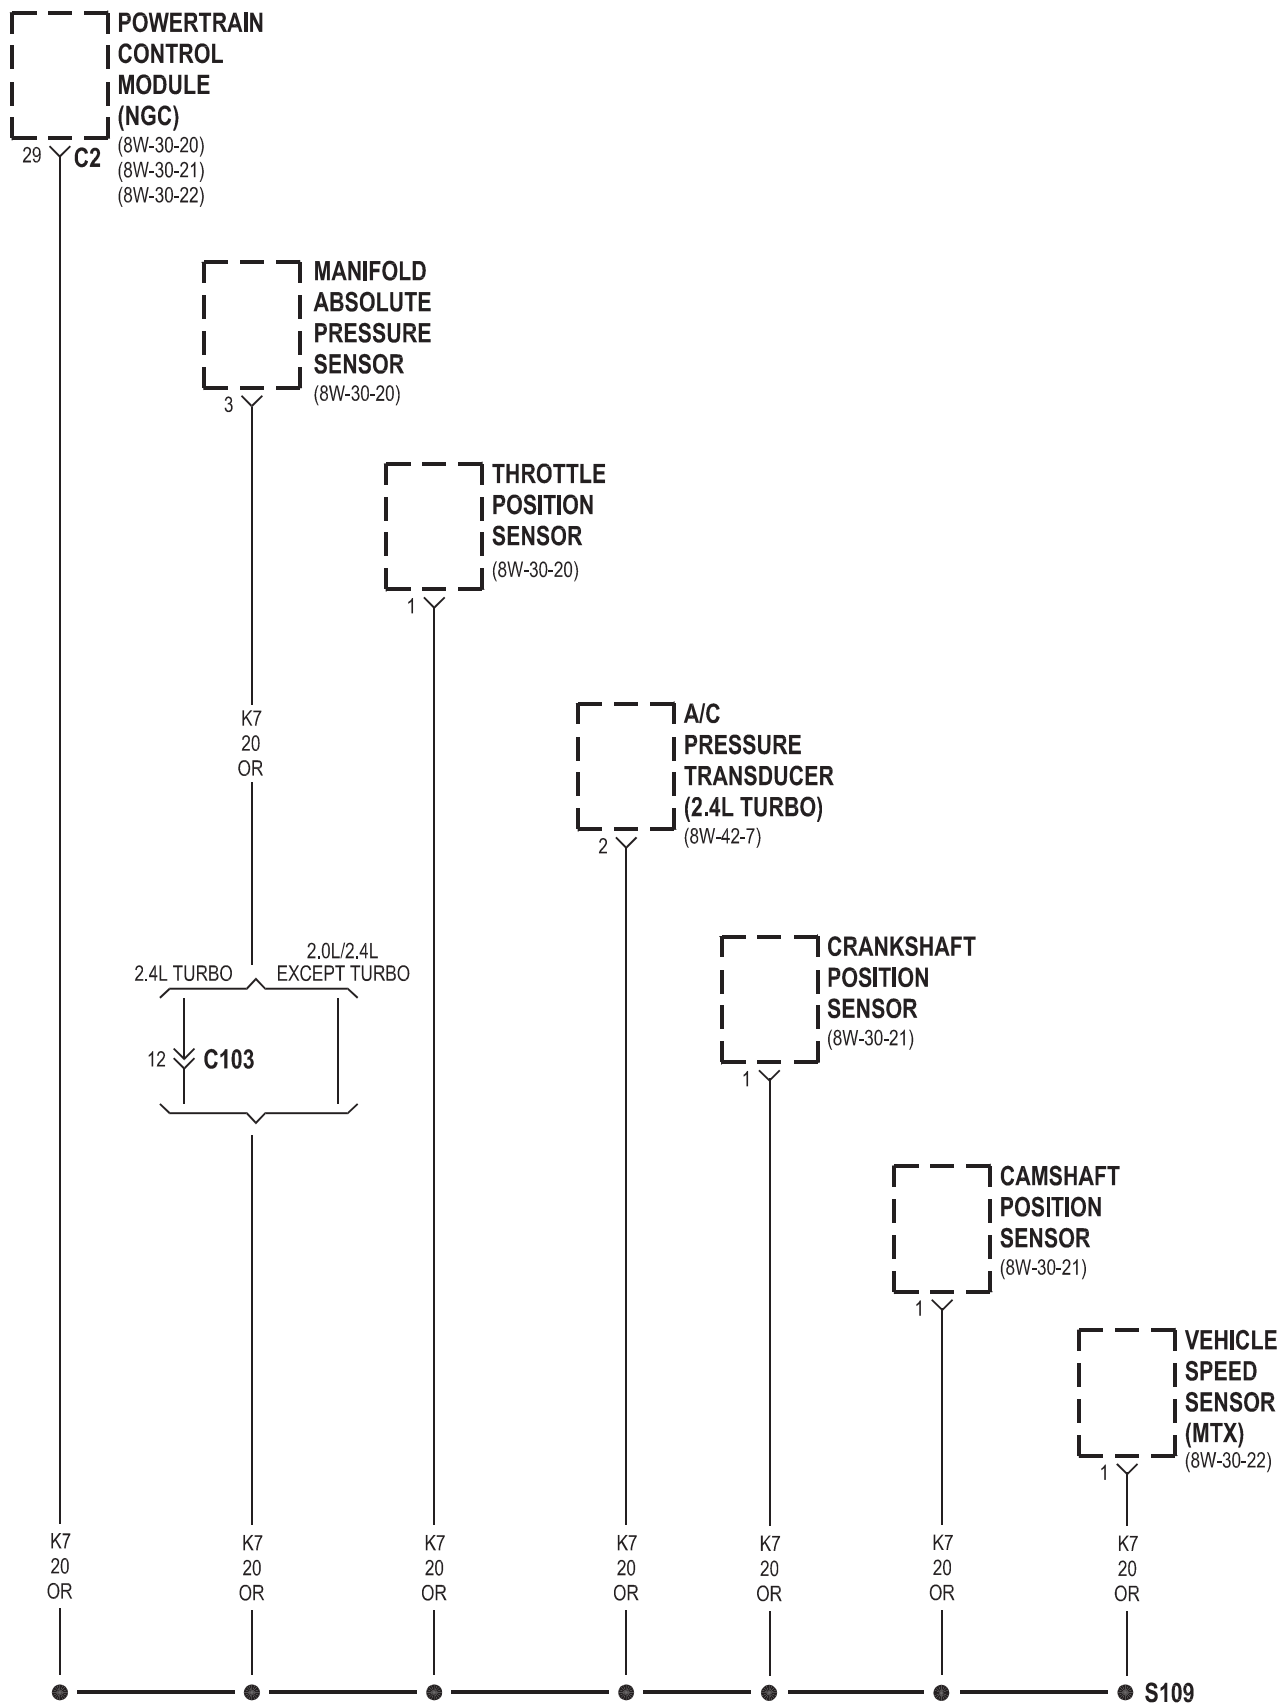 POWERTRAIN
CONTROL
MODULE
(NGC)
(8W-30-20)
(8W-30-21)
(8W-30-22)
29
C2
MANIFOLD
ABSOLUTE
PRESSURE
SENSOR
(8W-30-20)
3
THROTTLE
POSITION
SENSOR
(8W-30-20)
1
K7
20
OR
A/C
PRESSURE
TRANSDUCER
(2.4L TURBO)
(8W-42-7)
2
2.4L TURBO
2.0L/2.4L
EXCEPT TURBO
12
C103
CRANKSHAFT
POSITION
SENSOR
(8W-30-21)
1
CAMSHAFT
POSITION
SENSOR
(8W-30-21)
1
VEHICLE
SPEED
SENSOR
(MTX)
(8W-30-22)
1
K7
20
OR
K7
20
OR
K7
20
OR
K7
20
OR
K7
20
OR
K7
20
OR
K7
20
OR
S109